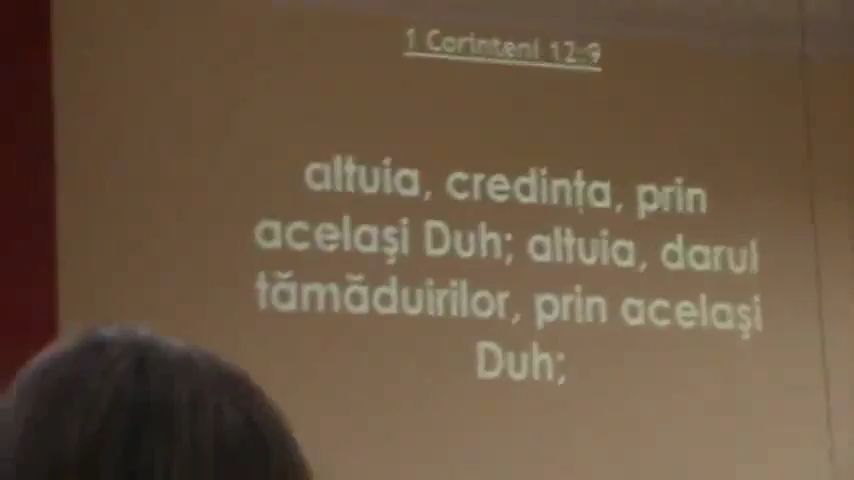 1 Corinteni 12:9
altuia, credința, prin
același Duh; altuia, darul
tămăduirilor, prin același
Duh;